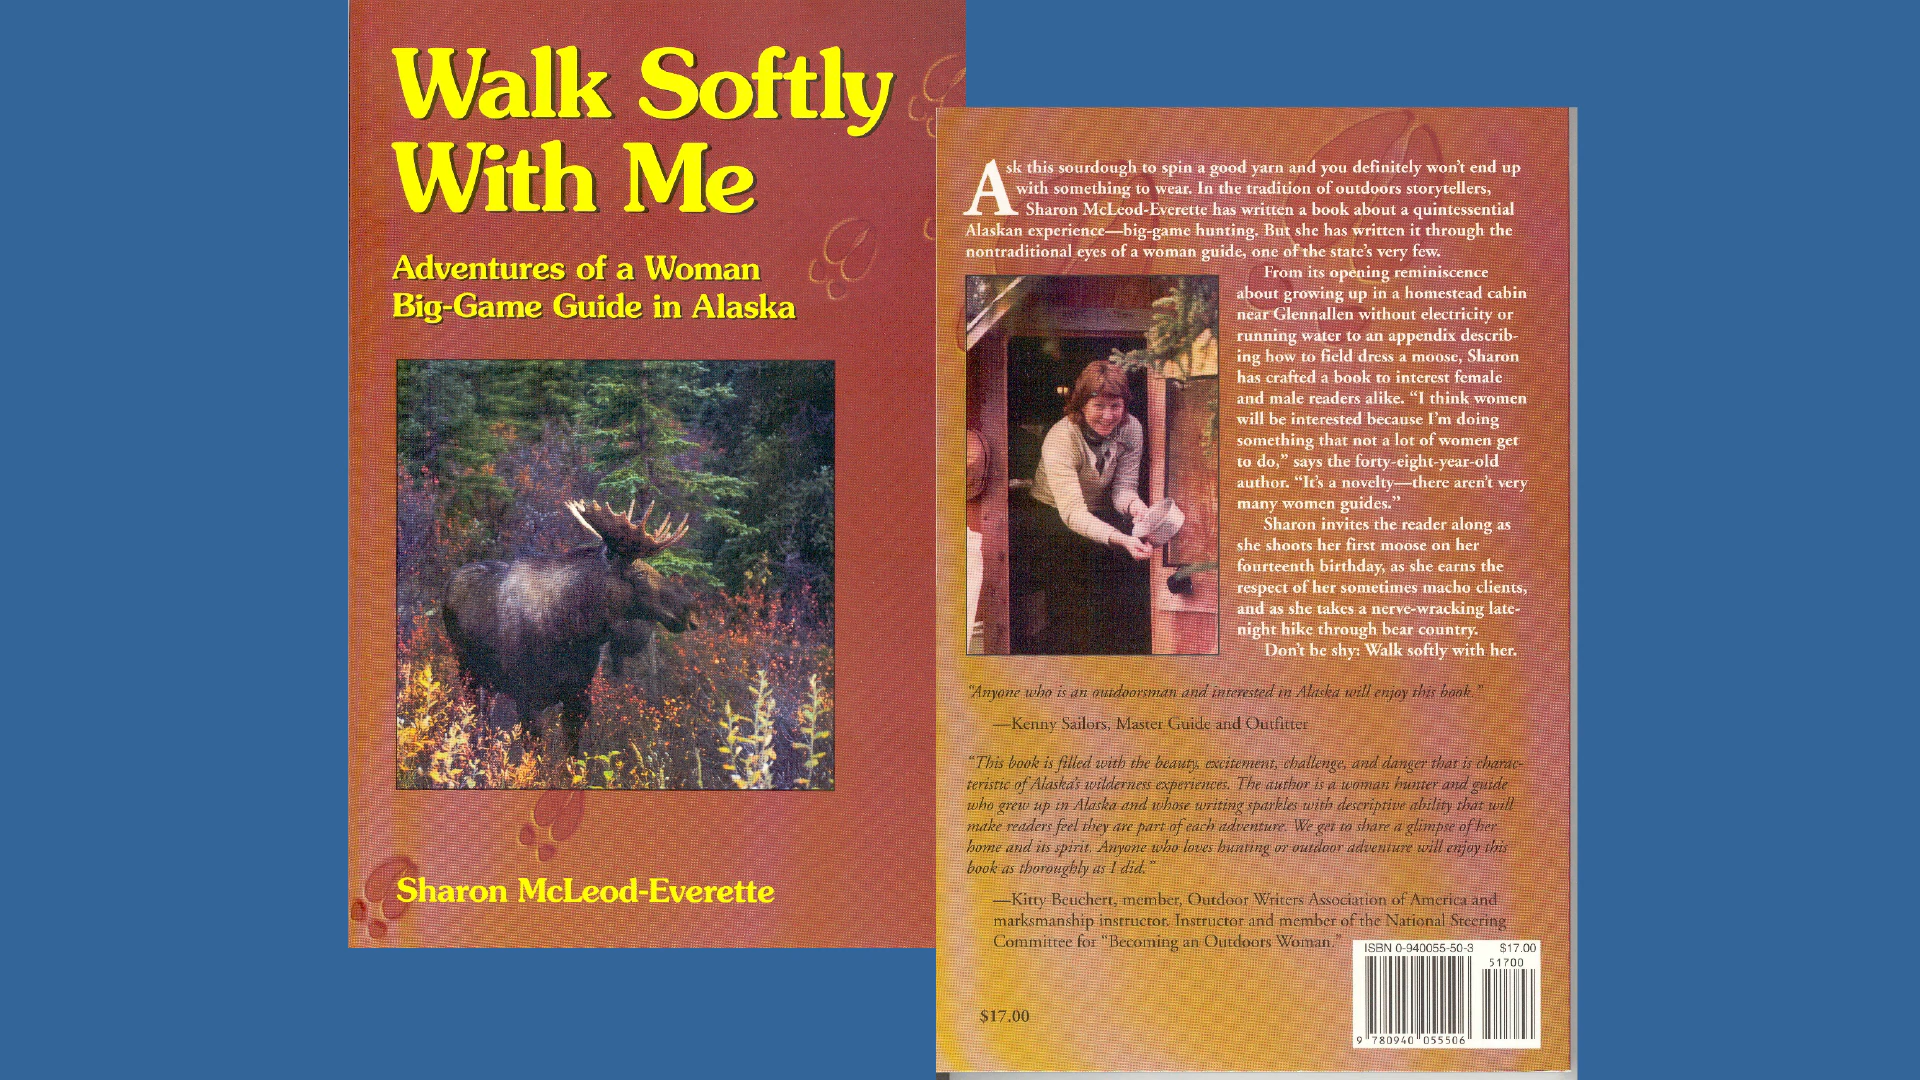 Walk Softly
With Me
Adventures of a Woman
Big-Game Guide in Alaska
Sharon McLeod-Everette
Ask this sourdough to spin a good yarn and you definitely won't end up
with something to wear. In the tradition of outdoors storytellers,
Sharon McLeod-Everette has written a book about a quintessential
Alaskan experience—big-game hunting. But she has written it through the
nontraditional eyes of a woman guide, one of the state's very few.
From its opening reminiscence
about growing up in a homestead cabin
near Glennallen without electricity or
running water to an appendix describ-
ing how to field dress a moose, Sharon
has crafted a book to interest female
and male readers alike. “I think women
will be interested because I'm doing
something that not a lot of women get
to do,” says the forty-eight-year-old
author. “It's a novelty—there aren't very
many women guides.”
Sharon invites the reader along as
she shoots her first moose on her
fourteenth birthday, as she earns the
respect of her sometimes macho clients,
and as she takes a nerve-wracking late-
night hike through bear country.
Don't be shy: Walk softly with her.
“Anyone who is an outdoorsman and interested in Alaska will enjoy this book.”
—Kenny Sailors, Master Guide and Outfitter
“This book is filled with the beauty, excitement, challenge, and danger that is charac-
teristic of Alaska's wilderness experiences. The author is a woman hunter and guide
who grew up in Alaska and whose writing sparkles with descriptive ability that will
make readers feel they are part of each adventure. We get to share a glimpse of her
home and its spirit. Anyone who loves hunting or outdoor adventure will enjoy this
book as thoroughly as I did.”
—Kitty Beuchert, member, Outdoor Writers Association of America and
marksmanship instructor. Instructor and member of the National Steering
Committee for “Becoming an Outdoors Woman.”
ISBN 0-940055-50-3 $17.00
51700
9 780940 055506
$17.00